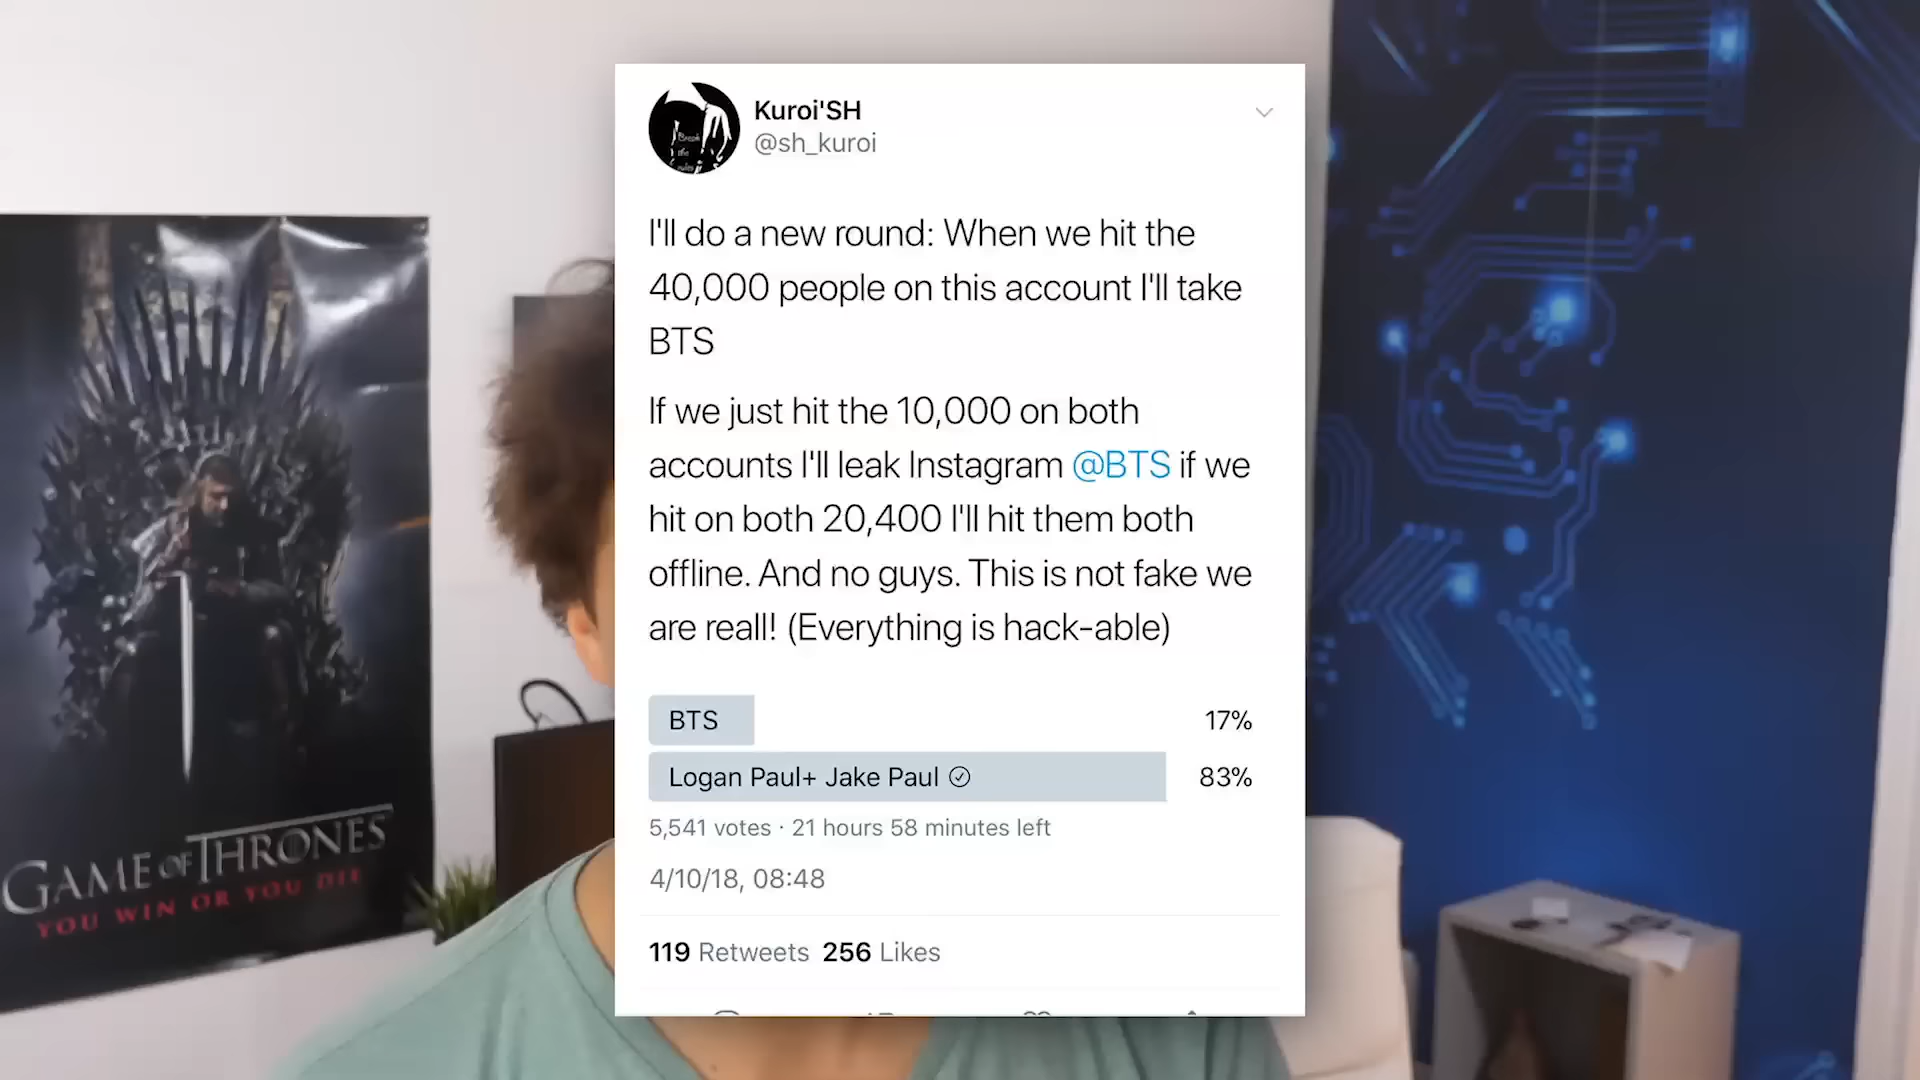 Kuroi'SH
@sh_kuroi
I'll do a new round: When we hit the
40,000 people on this account I'll take
BTS
If we just hit the 10,000 on both
accounts I'll leak Instagram @BTS if we
hit on both 20,400 I'll hit them both
offline. And no guys. This is not fake we
are reall! (Everything is hack-able)
BTS 17%
Logan Paul+ Jake Paul 83%
5,541 votes · 21 hours 58 minutes left
4/10/18, 08:48
119 Retweets 256 Likes
GAME OF THRONES
YOU WIN OR YOU DIE
Break
the
rules